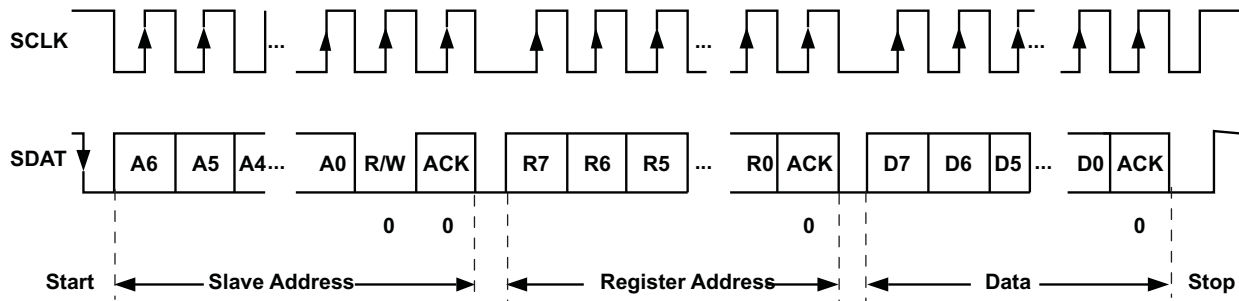 SCLK ... ... ...
SDAT A6 A5 A4... A0 R/W ACK R7 R6 R5 ... R0 ACK D7 D6 D5 ... D0 ACK
0 0 0 0
Start Slave Address Register Address Data Stop